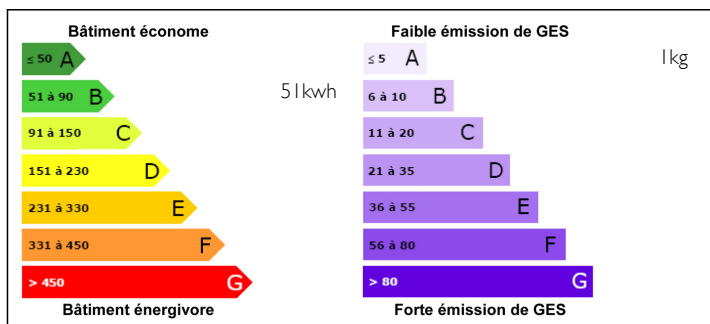 Bâtiment économe
≤ 50 A
51 à 90 B
51kwh
91 à 150 C
151 à 230 D
231 à 330 E
331 à 450 F
> 450 G
Bâtiment énergivore
Faible émission de GES
≤ 5 A
1kg
6 à 10 B
11 à 20 C
21 à 35 D
36 à 55 E
56 à 80 F
> 80 G
Forte émission de GES